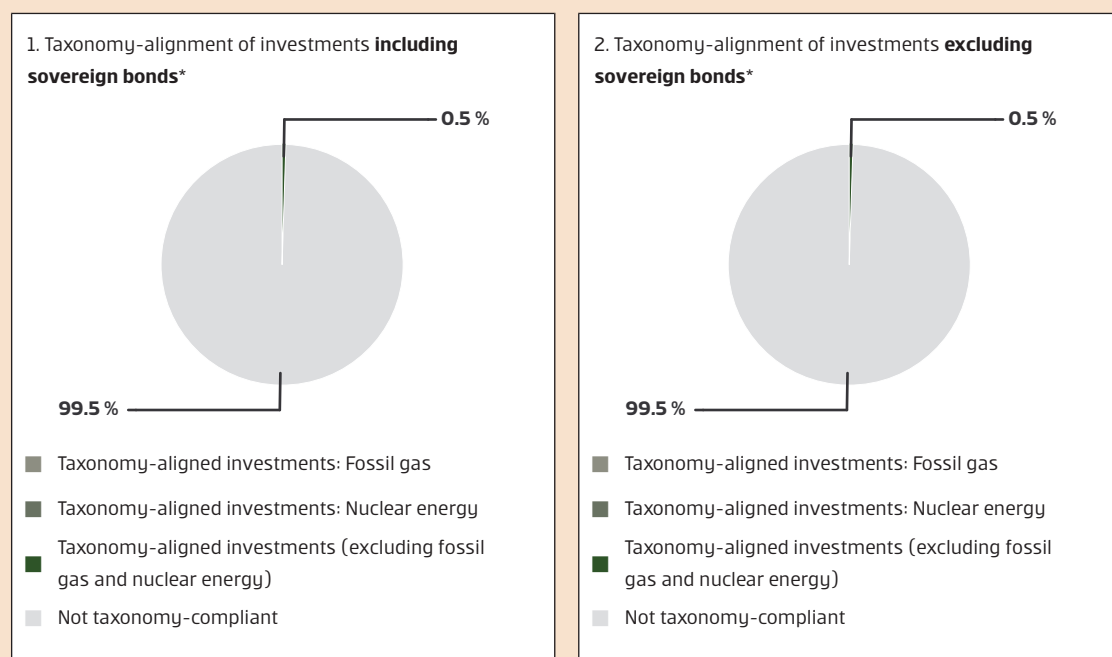 1. Taxonomy-alignment of investments including
sovereign bonds*
0.5 %
99.5 %
Taxonomy-aligned investments: Fossil gas
Taxonomy-aligned investments: Nuclear energy
Taxonomy-aligned investments (excluding fossil
gas and nuclear energy)
Not taxonomy-compliant
2. Taxonomy-alignment of investments excluding
sovereign bonds*
0.5 %
99.5 %
Taxonomy-aligned investments: Fossil gas
Taxonomy-aligned investments: Nuclear energy
Taxonomy-aligned investments (excluding fossil
gas and nuclear energy)
Not taxonomy-compliant